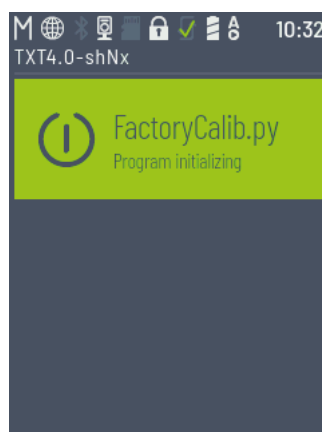 M A O 10:32
TXT4.0-shNx
FactoryCalib.py
Program initializing